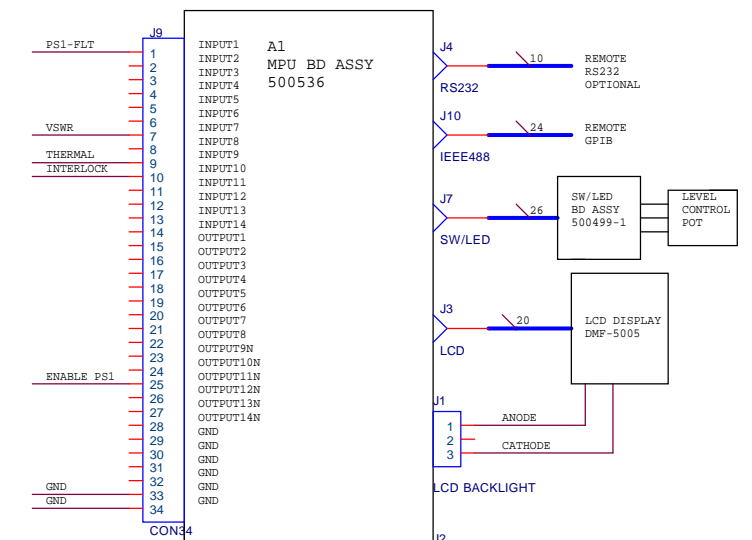 J9
PS1-FLT
VSWR
THERMAL
INTERLOCK
ENABLE PS1
GND
GND
1
2
3
4
5
6
7
8
9
10
11
12
13
14
15
16
17
18
19
20
21
22
23
24
25
26
27
28
29
30
31
32
33
34
CON34
INPUT1
INPUT2
INPUT3
INPUT4
INPUT5
INPUT6
INPUT7
INPUT8
INPUT9
INPUT10
INPUT11
INPUT12
INPUT13
INPUT14
OUTPUT1
OUTPUT2
OUTPUT3
OUTPUT4
OUTPUT5
OUTPUT6
OUTPUT7
OUTPUT8
OUTPUT9N
OUTPUT10N
OUTPUT11N
OUTPUT12N
OUTPUT13N
OUTPUT14N
GND
GND
GND
GND
GND
GND
A1
MPU BD ASSY
500536
J4
RS232
10
REMOTE
RS232
OPTIONAL
J10
IEEE488
24
REMOTE
GPIB
J7
SW/LED
26
SW/LED
BD ASSY
500499-1
LEVEL
CONTROL
POT
J3
LCD
20
LCD DISPLAY
DMF-5005
J1
1
2
3
ANODE
CATHODE
LCD BACKLIGHT
J2